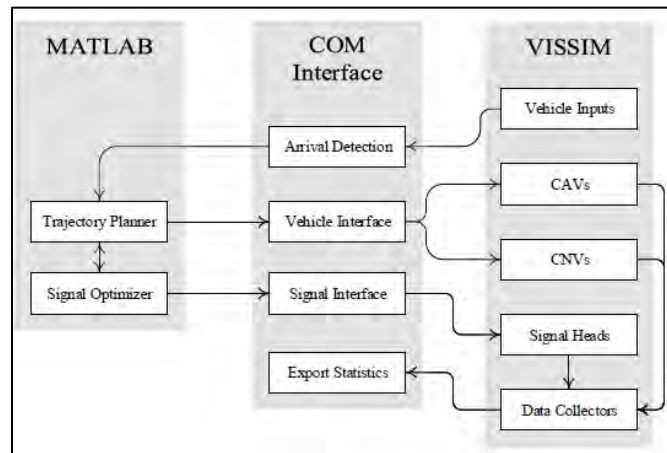 MATLAB
COM
Interface
VISSIM
Vehicle Inputs
Arrival Detection
CAVs
Trajectory Planner
Vehicle Interface
CNVs
Signal Optimizer
Signal Interface
Signal Heads
Export Statistics
Data Collectors